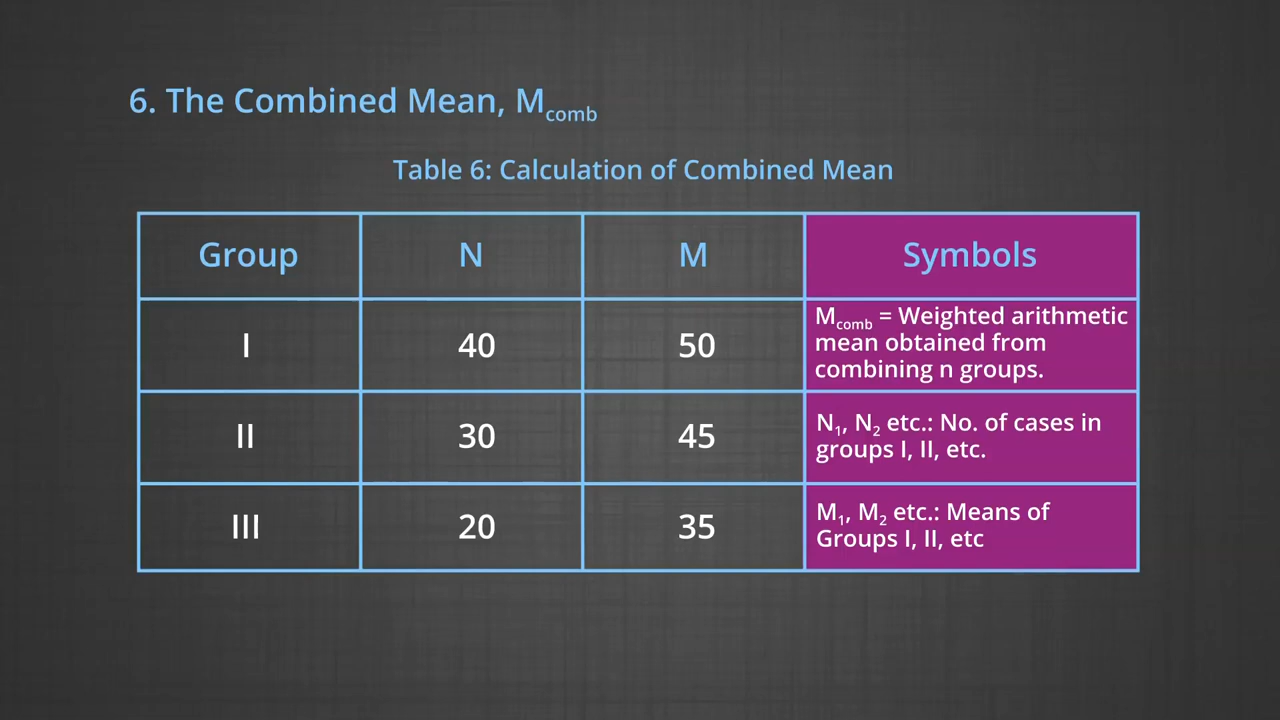 6. The Combined Mean, Mcomb
Table 6: Calculation of Combined Mean
Group N M Symbols
I 40 50
Mcomb = Weighted arithmetic
mean obtained from
combining n groups.
II 30 45
N1, N2 etc.: No. of cases in
groups I, II, etc.
III 20 35
M1, M2 etc.: Means of
Groups I, II, etc